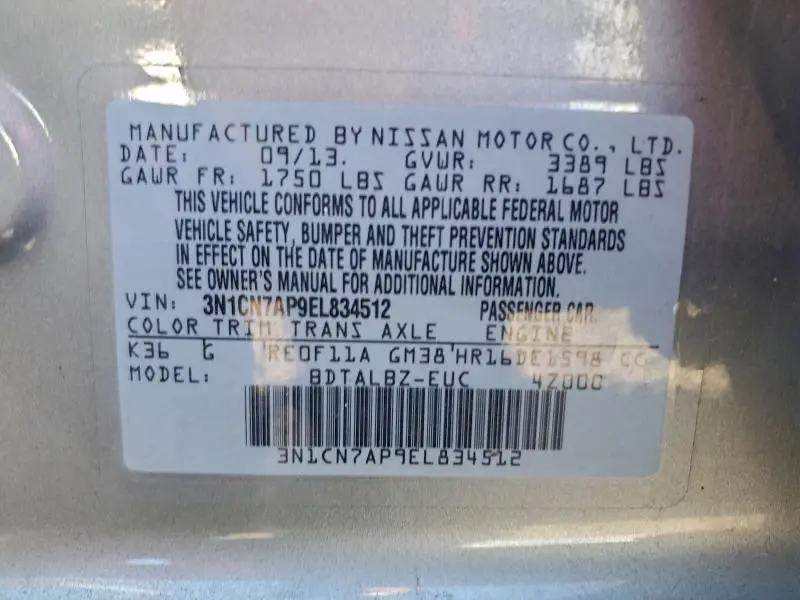 MANUFACTURED BY NISSAN MOTOR CO., LTD.
DATE: 09/13. GVWR: 3389 LBS
GAWR FR: 1750 LBS GAWR RR: 1687 LBS
THIS VEHICLE CONFORMS TO ALL APPLICABLE FEDERAL MOTOR
VEHICLE SAFETY, BUMPER AND THEFT PREVENTION STANDARDS
IN EFFECT ON THE DATE OF MANUFACTURE SHOWN ABOVE.
SEE OWNER'S MANUAL FOR ADDITIONAL INFORMATION.
VIN: 3N1CN7AP9EL834512 PASSENGER CAR.
COLOR TRIM TRANS AXLE ENGINE
K36 G RE0F11A GM38 HR16DE1598 CC
MODEL: BDTALBZ-EUC 42000
3N1CN7AP9EL834512